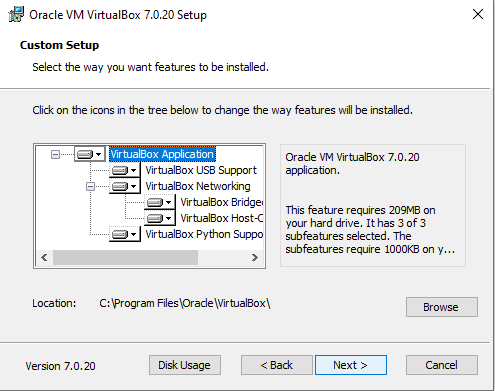 Oracle VM VirtualBox 7.0.20 Setup
Custom Setup
Select the way you want features to be installed.
Click on the icons in the tree below to change the way features will be installed.
VirtualBox Application
VirtualBox USB Support
VirtualBox Networking
VirtualBox Bridged
VirtualBox Host-O
VirtualBox Python Suppo
Oracle VM VirtualBox 7.0.20
application.
This feature requires 209MB on
your hard drive. It has 3 of 3
subfeatures selected. The
subfeatures require 1000KB on y...
Location: C:\Program Files\Oracle\VirtualBox\
Browse
Version 7.0.20
Disk Usage
< Back
Next >
Cancel